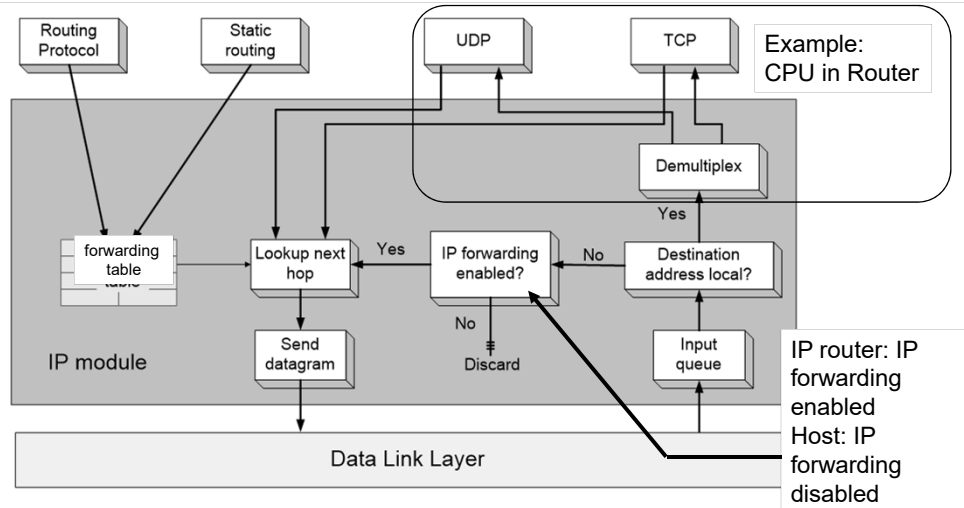 Routing
Protocol
Static
routing
UDP
TCP
Example:
CPU in Router
Demultiplex
Yes
forwarding
table
table
Lookup next
hop
Yes
IP forwarding
enabled?
No
Destination
address local?
No
Discard
Send
datagram
Input
queue
IP module
IP router: IP
forwarding
enabled
Host: IP
forwarding
disabled
Data Link Layer